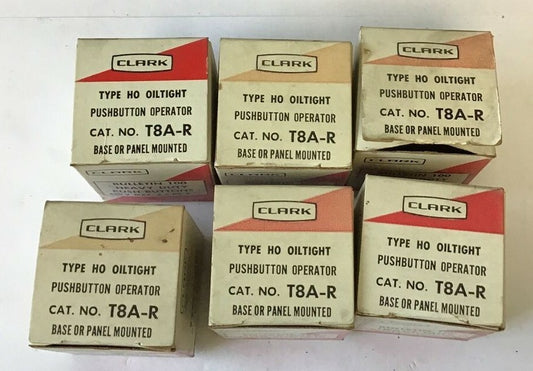 CLARK
TYPE HO OILTIGHT
PUSHBUTTON OPERATOR
CAT. NO. T8A-R
BASE OR PANEL MOUNTED
BULLETIN 100
HEAVY DUTY
CLARK
TYPE HO OILTIGHT
PUSHBUTTON OPERATOR
CAT. NO. T8A-R
BASE OR PANEL MOUNTED
CLARK
TYPE HO OILTIGHT
PUSHBUTTON OPERATOR
CAT. NO. T8A-R
BASE OR PANEL MOUNTED
CLARK
TYPE HO OILTIGHT
PUSHBUTTON OPERATOR
CAT. NO. T8A-R
BASE OR PANEL MOUNTED
CLARK
TYPE HO OILTIGHT
PUSHBUTTON OPERATOR
CAT. NO. T8A-R
BASE OR PANEL MOUNTED
CLARK
TYPE HO OILTIGHT
PUSHBUTTON OPERATOR
CAT. NO. T8A-R
BASE OR PANEL MOUNTED